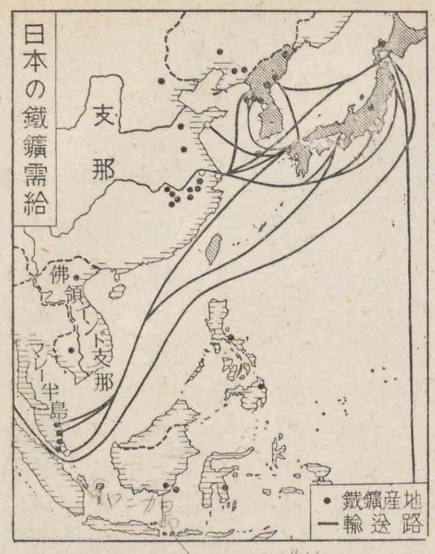 日本の鐵鑛需給
支那
佛領インド支那
マレー半島
鐵鑛産地
輸送路